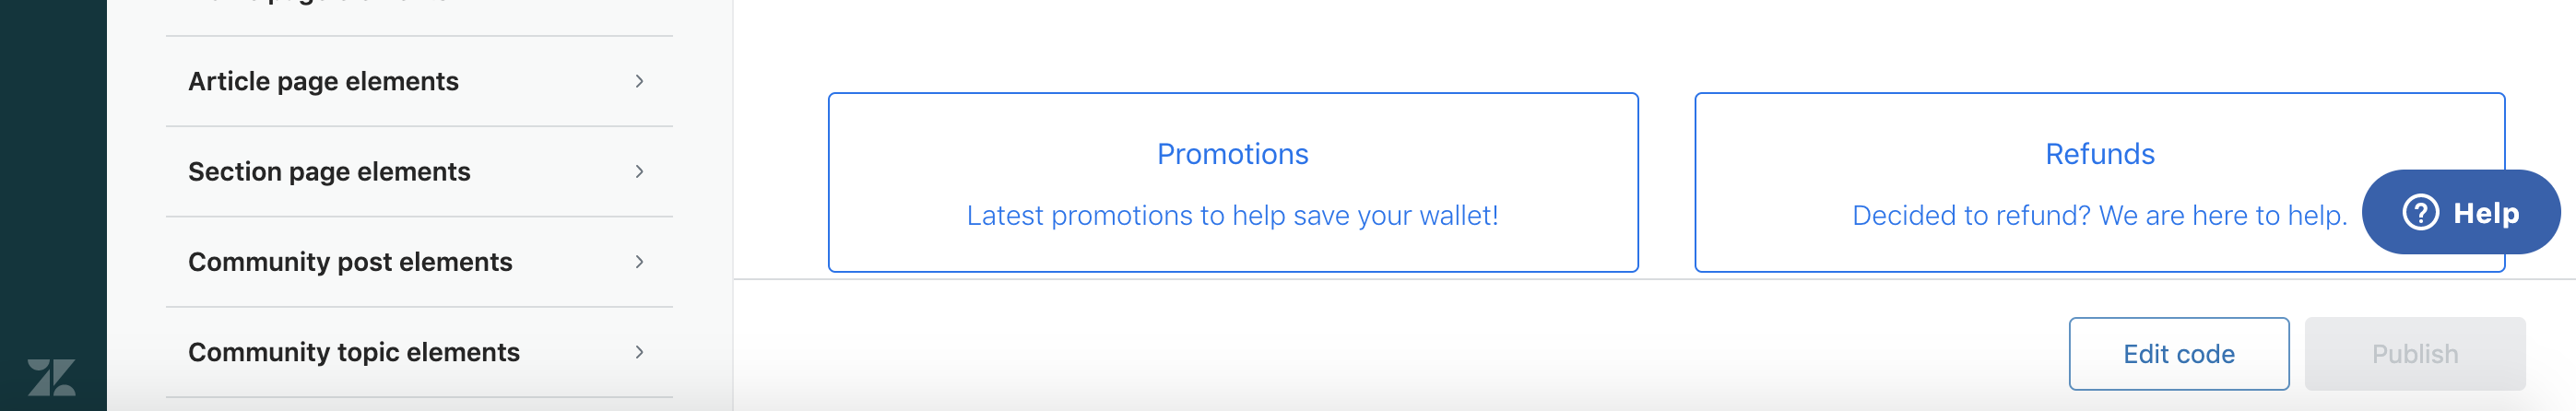 Article page elements
Section page elements
Community post elements
Community topic elements
Promotions
Latest promotions to help save your wallet!
Refunds
Decided to refund? We are here to help.
Help
Edit code
Publish